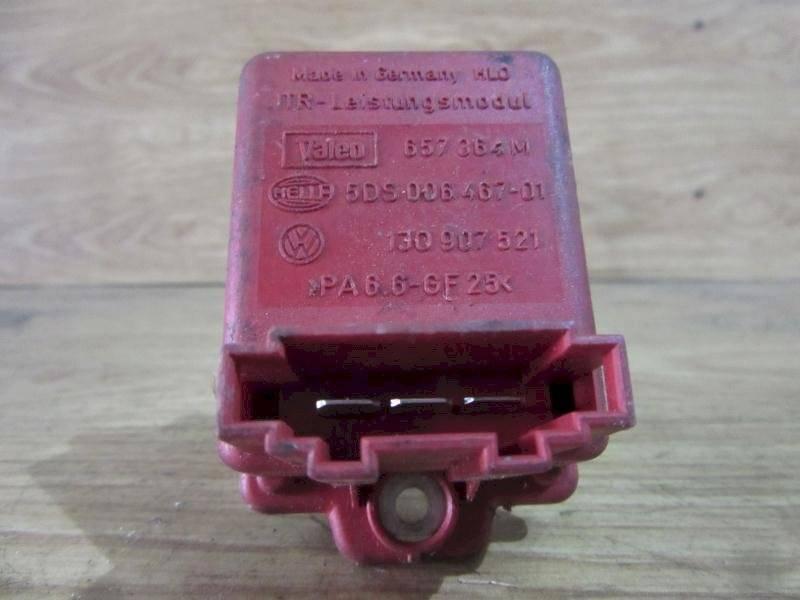 Made in Germany HLO
TR-Leistungsmodul
Valeo 657 364 M
HELLA 5DS 006 467-01
VW 1J0 907 521
>PA 6.6-GF 25<